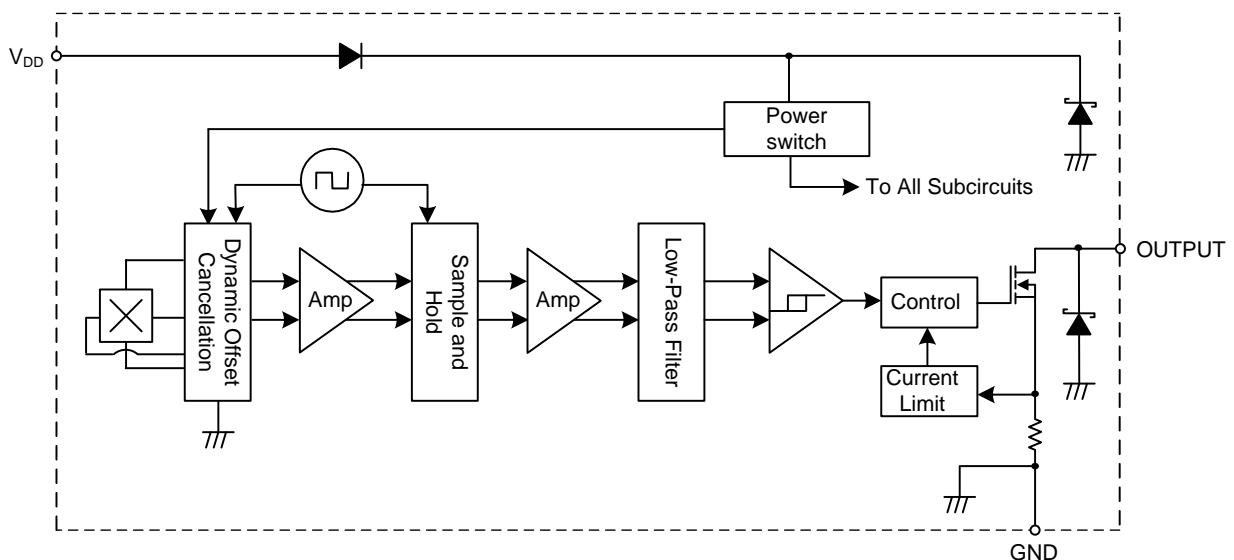 V_DD
Power
switch
To All Subcircuits
Dynamic Offset
Cancellation
Amp
Sample and
Hold
Amp
Low-Pass Filter
Control
Current
Limit
OUTPUT
GND